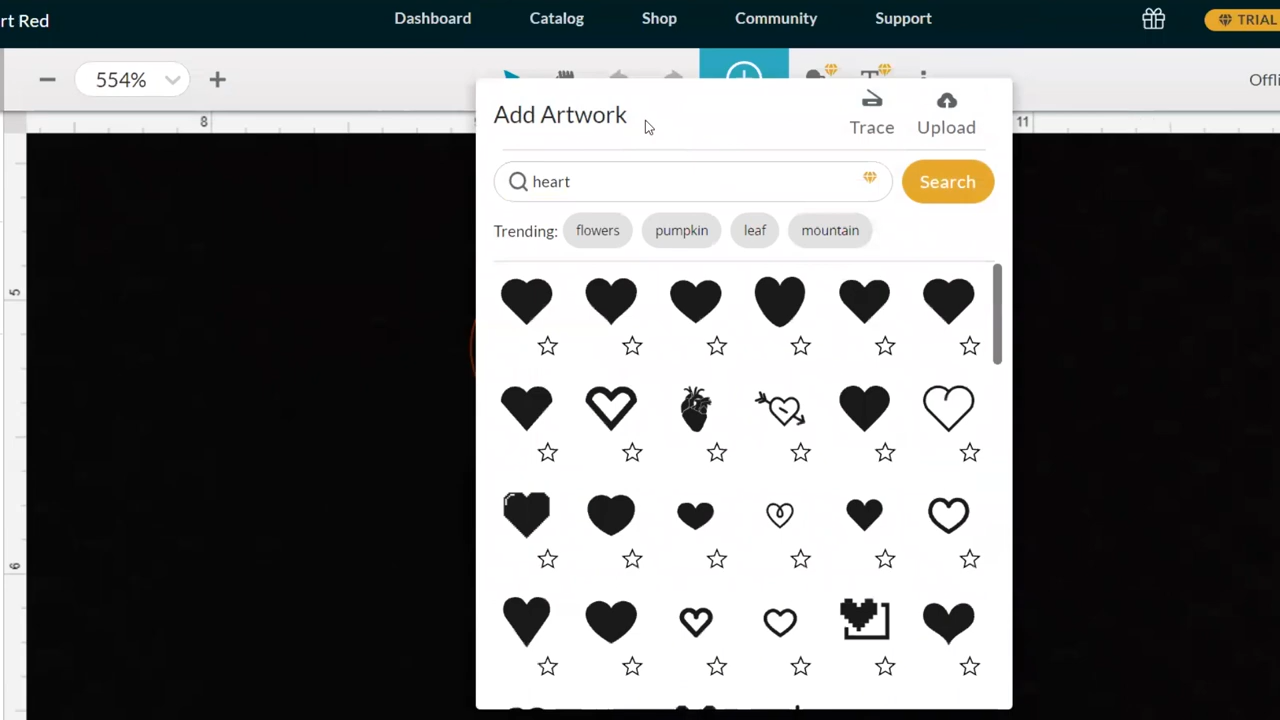 rt Red
Dashboard
Catalog
Shop
Community
Support
TRIAL
554%
Offli
8
11
5
6
Add Artwork
Trace
Upload
heart
Search
Trending:
flowers
pumpkin
leaf
mountain